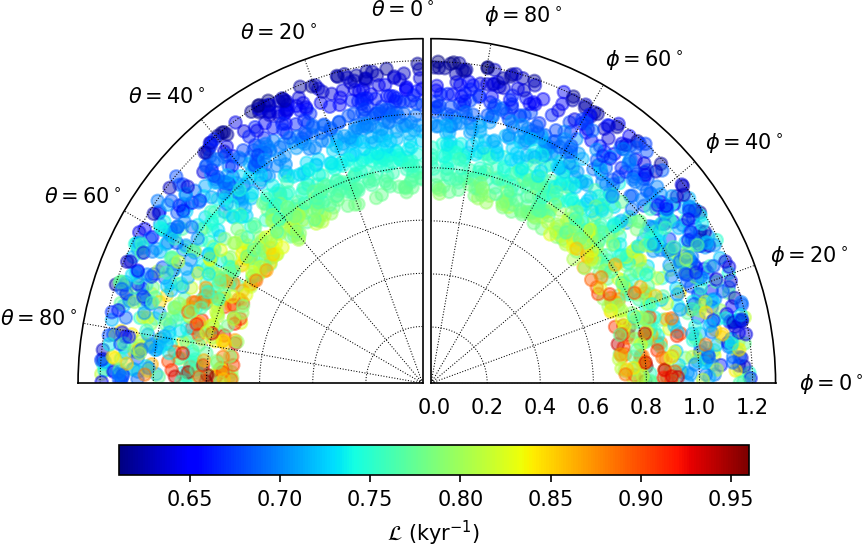 θ = 0°
ϕ = 80°
θ = 20°
ϕ = 60°
θ = 40°
ϕ = 40°
θ = 60°
ϕ = 20°
θ = 80°
ϕ = 0°
0.0 0.2 0.4 0.6 0.8 1.0 1.2
0.65 0.70 0.75 0.80 0.85 0.90 0.95
ℒ (kyr⁻¹)